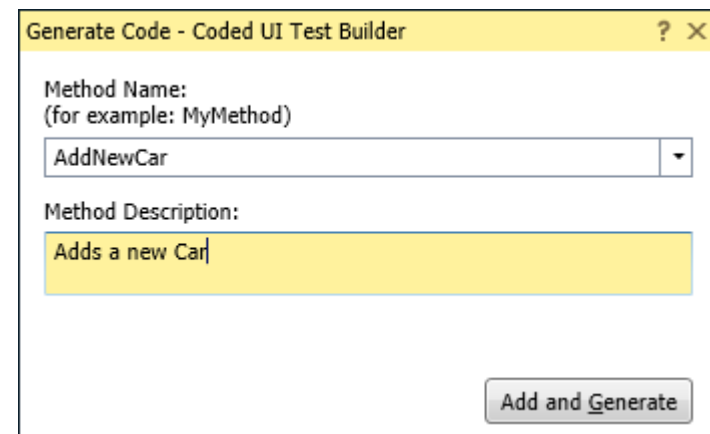 Generate Code - Coded UI Test Builder ? ×
Method Name:
(for example: MyMethod)
AddNewCar
Method Description:
Adds a new Car
Add and Generate